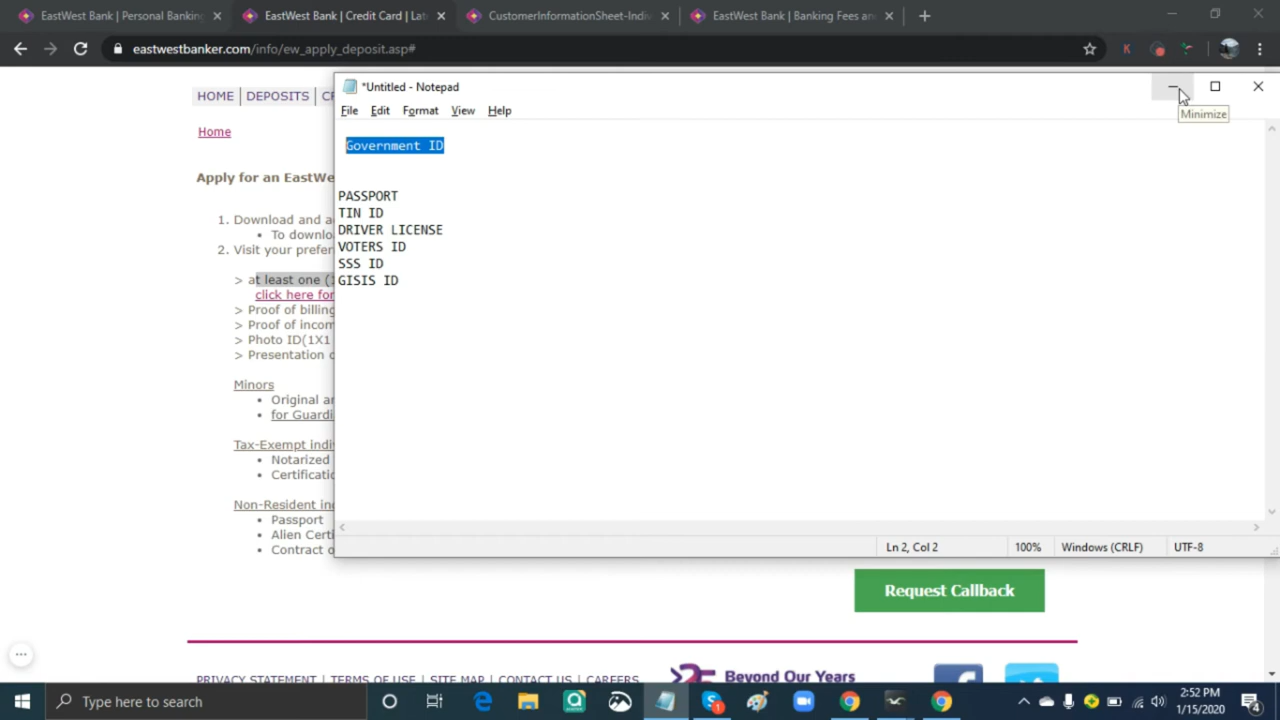 EastWest Bank | Personal Banking
EastWest Bank | Credit Card | Lat
CustomerInformationSheet-Indiv
EastWest Bank | Banking Fees an
eastwestbanker.com/info/ew_apply_deposit.asp#
*Untitled - Notepad
Minimize
File Edit Format View Help
HOME DEPOSITS
Home
Government ID
Apply for an EastWe
PASSPORT
TIN ID
DRIVER LICENSE
VOTERS ID
SSS ID
GISIS ID
1. Download and a
• To downlo
2. Visit your prefer
> at least one (1
click here for
> Proof of billing
> Proof of incom
> Photo ID(1X1
> Presentation o
Minors
• Original an
• for Guardi
Tax-Exempt indi
• Notarized
• Certificatio
Non-Resident in
• Passport
• Alien Certi
• Contract o
Ln 2, Col 2 100% Windows (CRLF) UTF-8
Request Callback
PRIVACY STATEMENT | TERMS OF USE | SITE MAP | CONTACT US | CAREERS
Beyond Our Years
Type here to search
2:52 PM
1/15/2020